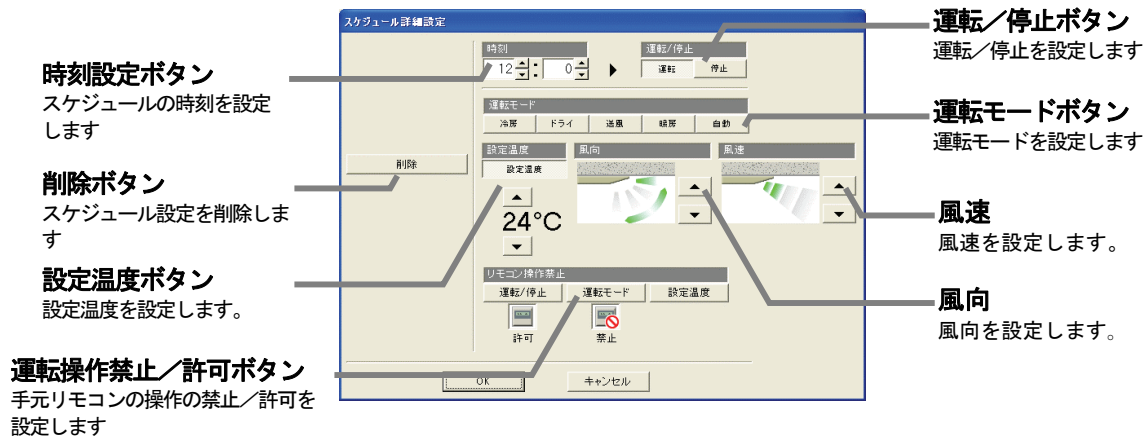 スケジュール詳細設定
時刻
12 : 0
運転/停止
運転 停止
運転モード
冷房 ドライ 送風 暖房 自動
削除
設定温度
設定温度
24°C
風向
風速
リモコン操作禁止
運転/停止 運転モード 設定温度
許可 禁止
OK キャンセル
時刻設定ボタン
スケジュールの時刻を設定
します
削除ボタン
スケジュール設定を削除しま
す
設定温度ボタン
設定温度を設定します。
運転操作禁止／許可ボタン
手元リモコンの操作の禁止／許可を
設定します
運転／停止ボタン
運転／停止を設定します
運転モードボタン
運転モードを設定します
風速
風速を設定します。
風向
風向を設定します。